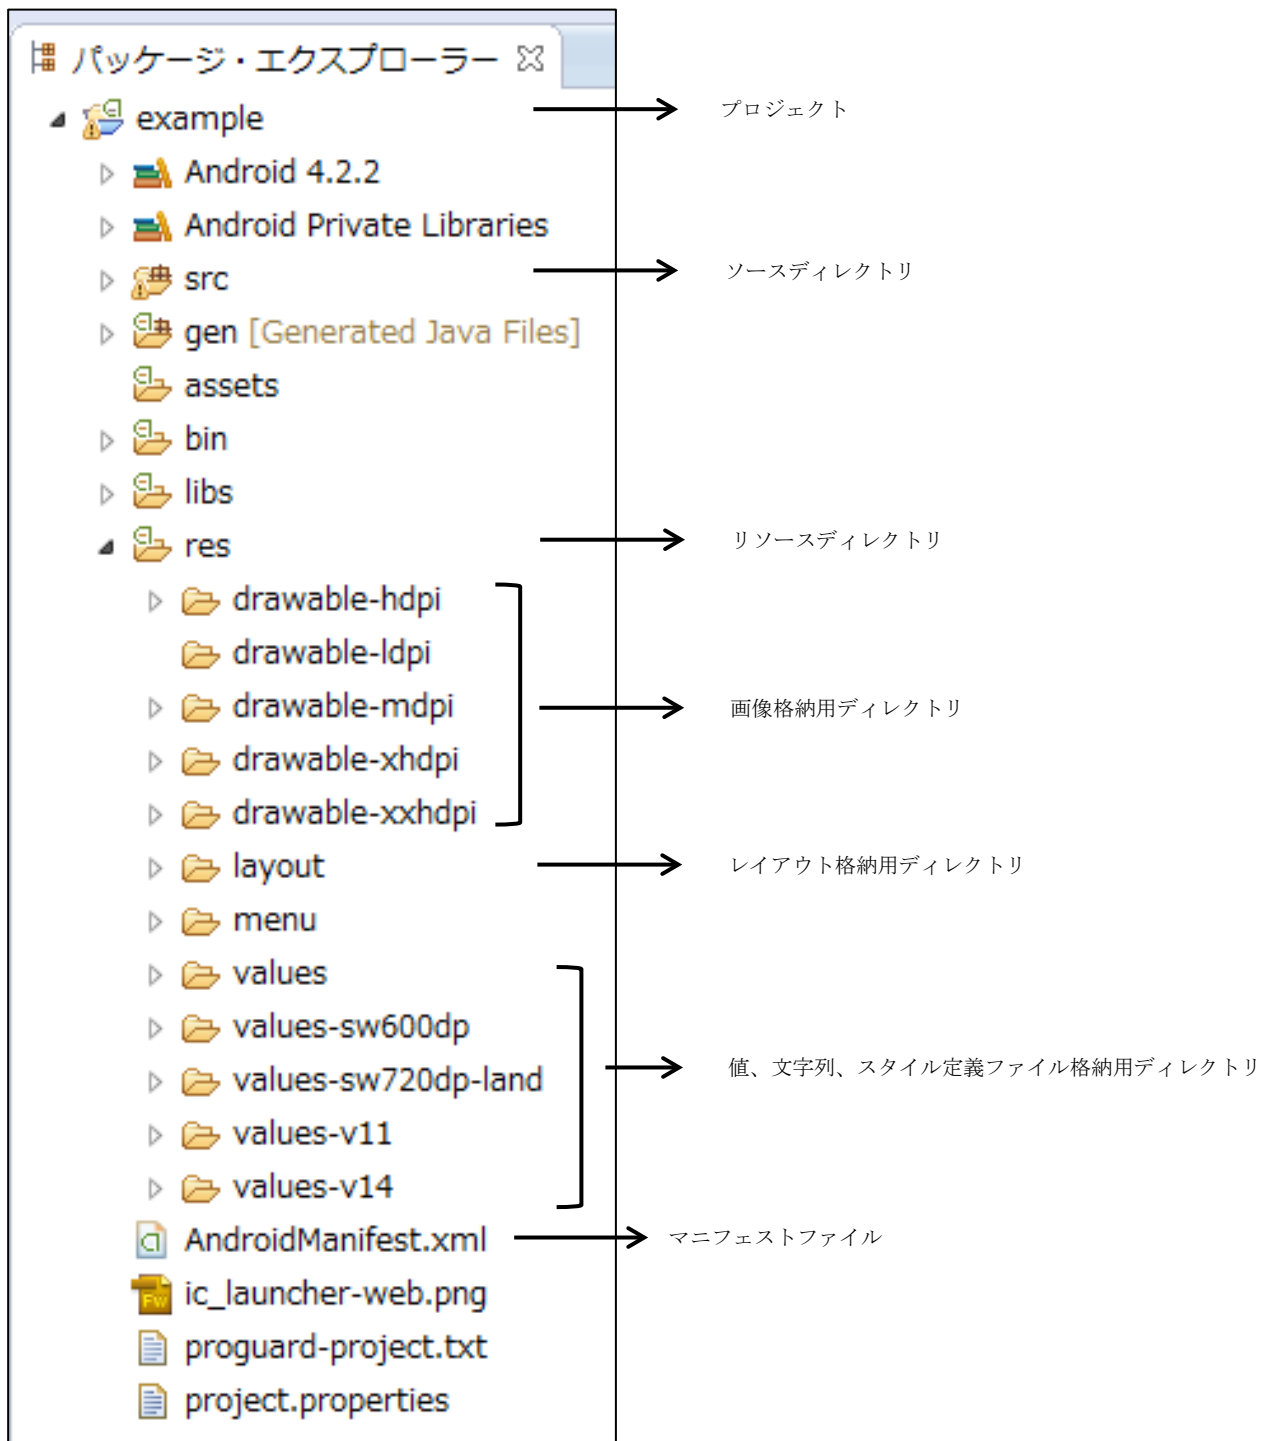 パッケージ・エクスプローラー
example
プロジェクト
Android 4.2.2
Android Private Libraries
src
ソースディレクトリ
gen [Generated Java Files]
assets
bin
libs
res
リソースディレクトリ
drawable-hdpi
drawable-ldpi
drawable-mdpi
画像格納用ディレクトリ
drawable-xhdpi
drawable-xxhdpi
layout
レイアウト格納用ディレクトリ
menu
values
values-sw600dp
values-sw720dp-land
値、文字列、スタイル定義ファイル格納用ディレクトリ
values-v11
values-v14
AndroidManifest.xml
マニフェストファイル
ic_launcher-web.png
proguard-project.txt
project.properties